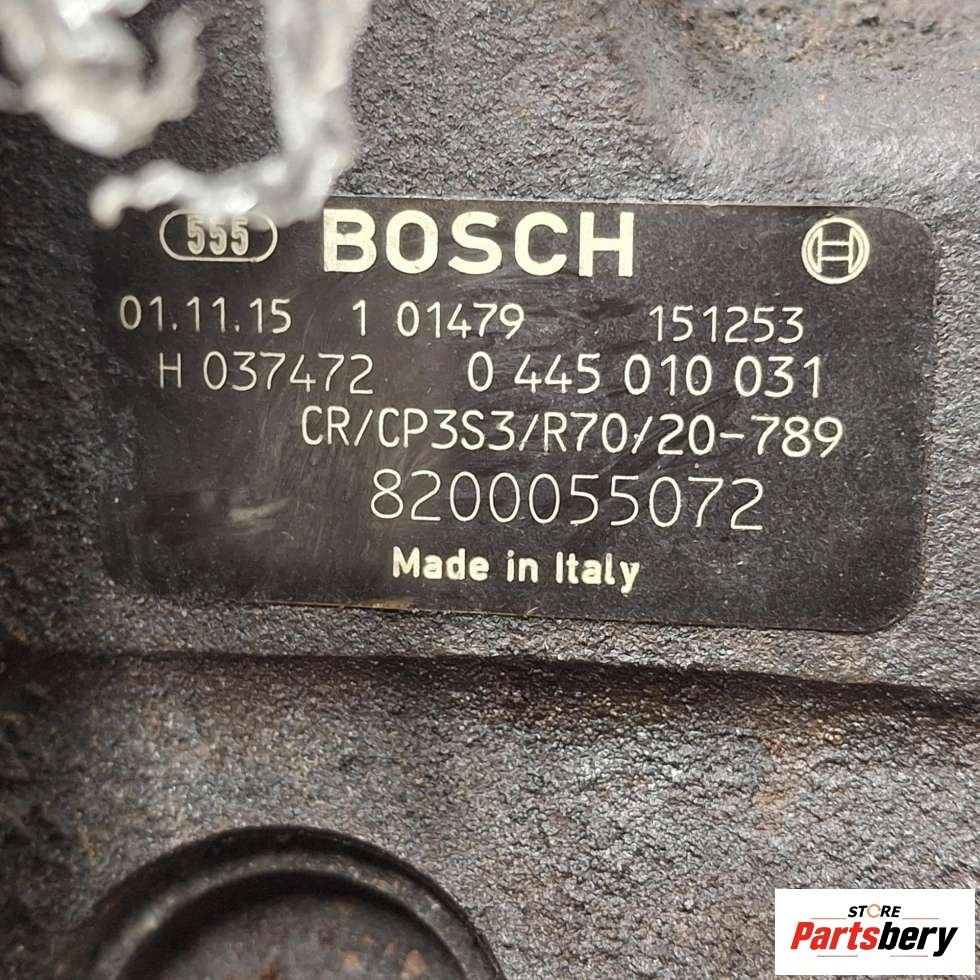 555 BOSCH H
01.11.15 1 01479 151253
H 037472 0 445 010 031
CR/CP3S3/R70/20-789
8200055072
Made in Italy
STORE
Partsbery